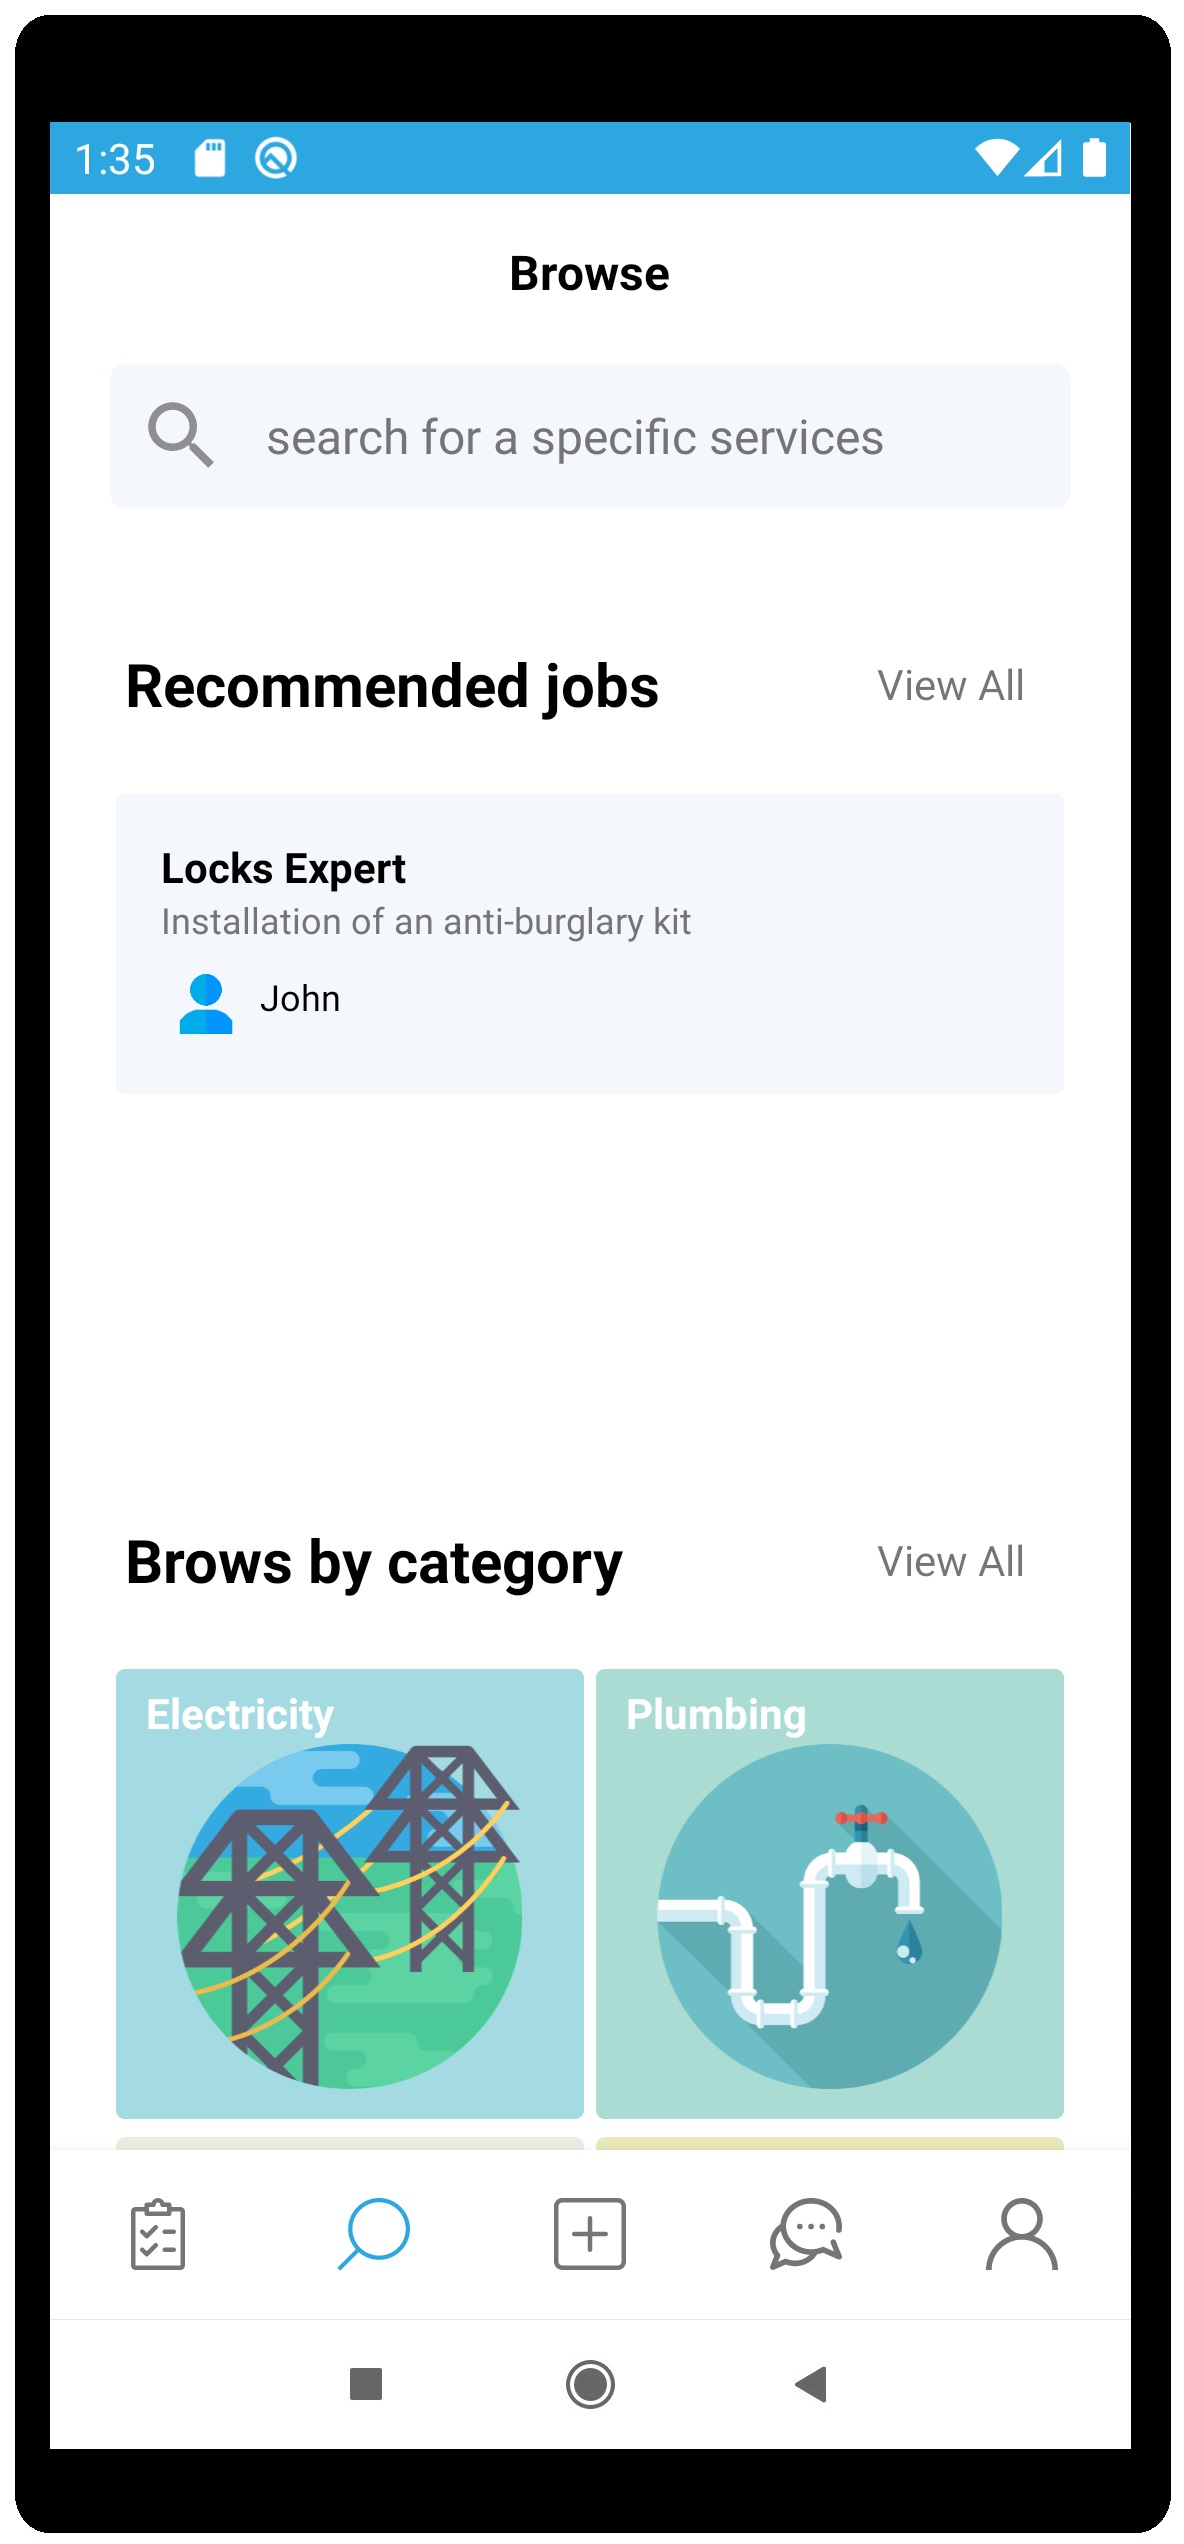 1:35
Browse
search for a specific services
Recommended jobs
View All
Locks Expert
Installation of an anti-burglary kit
John
Brows by category
View All
Electricity
Plumbing